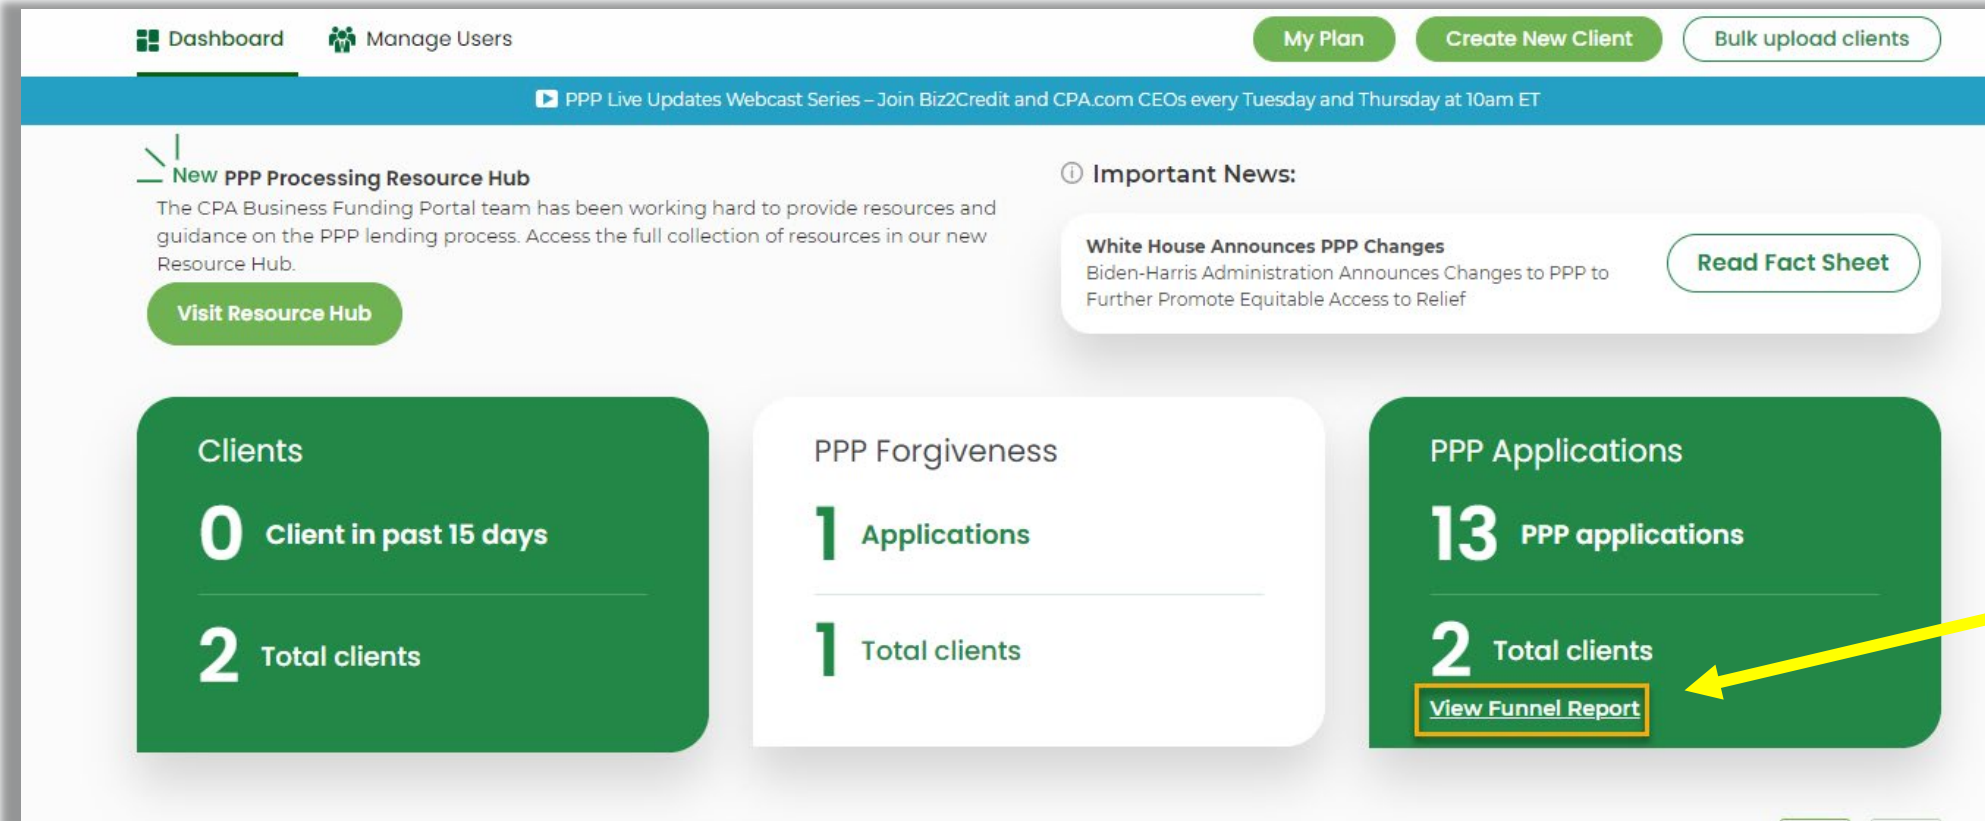 Dashboard
Manage Users
My Plan
Create New Client
Bulk upload clients
PPP Live Updates Webcast Series – Join Biz2Credit and CPA.com CEOs every Tuesday and Thursday at 10am ET
New PPP Processing Resource Hub
The CPA Business Funding Portal team has been working hard to provide resources and
guidance on the PPP lending process. Access the full collection of resources in our new
Resource Hub.
Visit Resource Hub
Important News:
White House Announces PPP Changes
Biden-Harris Administration Announces Changes to PPP to
Further Promote Equitable Access to Relief
Read Fact Sheet
Clients
0 Client in past 15 days
2 Total clients
PPP Forgiveness
1 Applications
1 Total clients
PPP Applications
13 PPP applications
2 Total clients
View Funnel Report